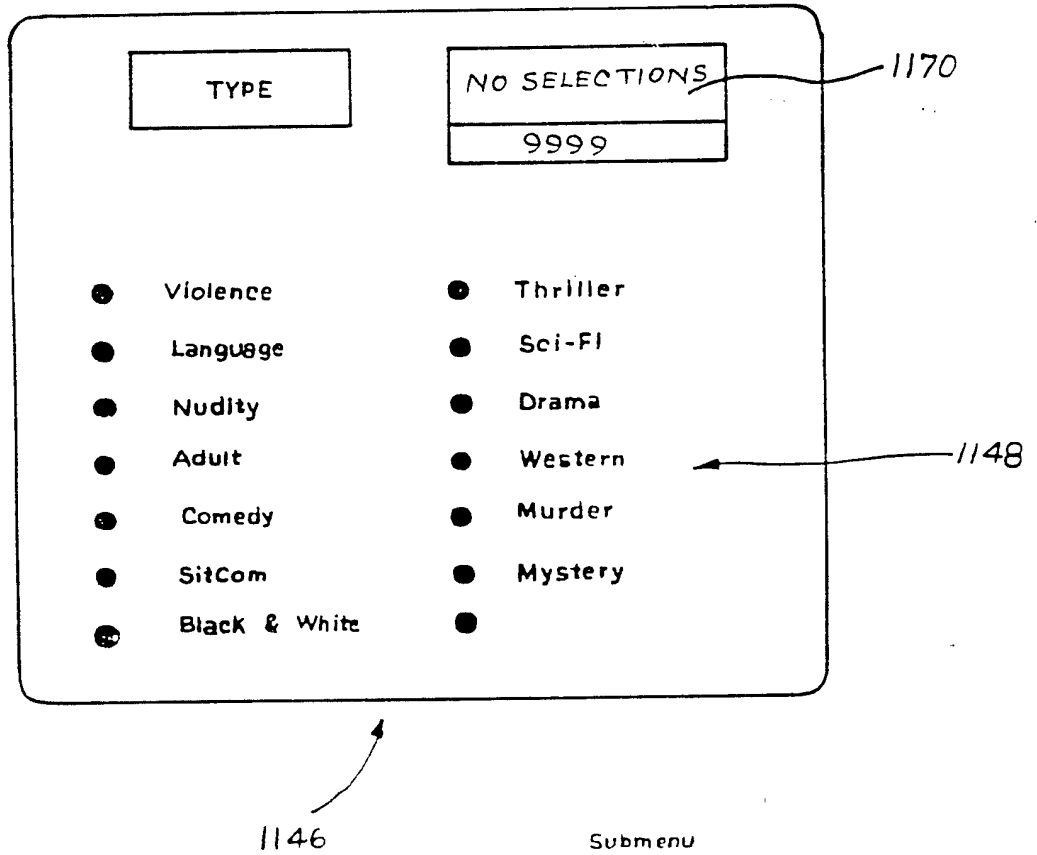 TYPE
NO SELECTIONS
9999
1170
Violence
Thriller
Language
Sci-FI
Nudity
Drama
Adult
Western
1148
Comedy
Murder
SitCom
Mystery
Black & White
1146
Submenu